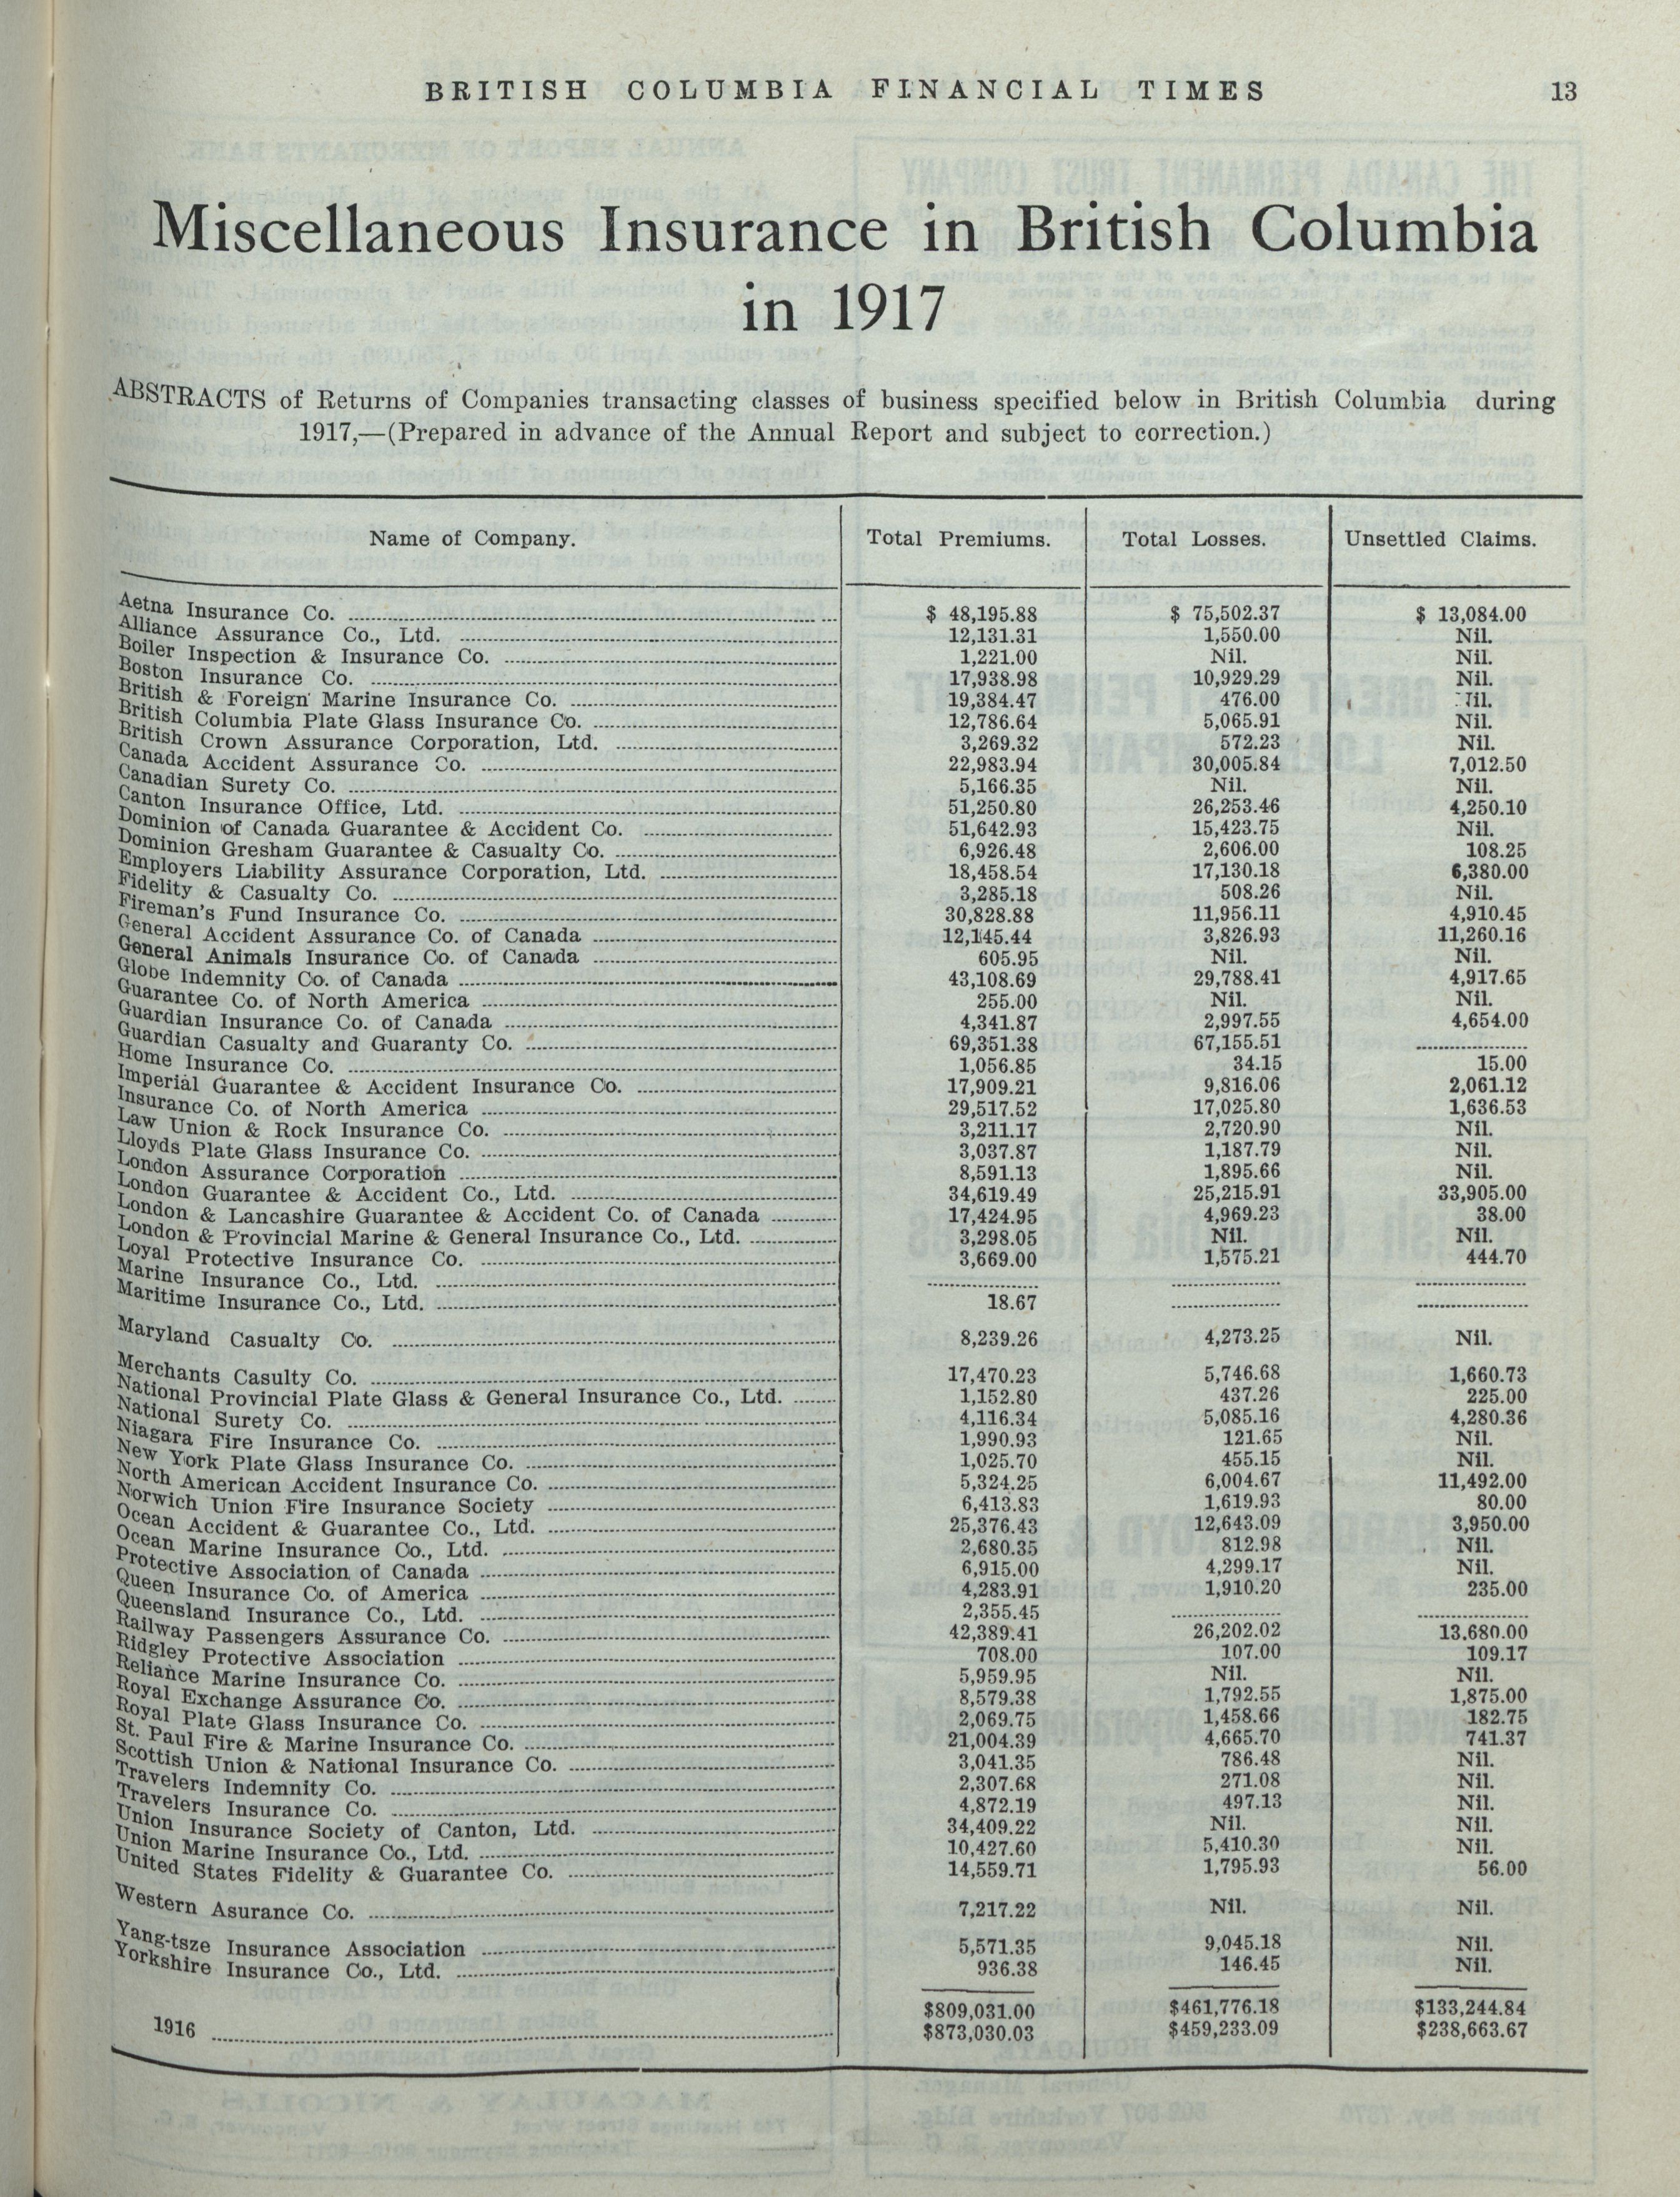 BRITISH COLUMBIA FINANCIAL TIMES 13
Miscellaneous Insurance in British Columbia
in 1917
ABSTRACTS of Returns of Companies transacting classes of business specified below in British Columbia during
1917,—(Prepared in advance of the Annual Report and subject to correction.)
Name of Company. Total Premiums. Total Losses. Unsettled Claims.
Aetna Insurance Co. $ 48,195.88 $ 75,502.37 $ 13,084.00
Alliance Assurance Co., Ltd. 12,131.31 1,550.00 Nil.
Boiler Inspection & Insurance Co. 1,221.00 Nil. Nil.
Boston Insurance Co. 17,938.98 10,929.29 Nil.
British & Foreign Marine Insurance Co. 19,384.47 476.00 Nil.
British Columbia Plate Glass Insurance Co. 12,786.64 5,065.91 Nil.
British Crown Assurance Corporation, Ltd. 3,269.32 572.23 Nil.
Canada Accident Assurance Co. 22,983.94 30,005.84 7,012.50
Canadian Surety Co. 5,166.35 Nil. Nil.
Canton Insurance Office, Ltd. 51,250.80 26,253.46 4,250.10
Dominion of Canada Guarantee & Accident Co. 51,642.93 15,423.75 Nil.
Dominion Gresham Guarantee & Casualty Co. 6,926.48 2,606.00 108.25
Employers Liability Assurance Corporation, Ltd. 18,458.54 17,130.18 6,380.00
Fidelity & Casualty Co. 3,285.18 508.26 Nil.
Fireman's Fund Insurance Co. 30,828.88 11,956.11 4,910.45
General Accident Assurance Co. of Canada 12,145.44 3,826.93 11,260.16
General Animals Insurance Co. of Canada 605.95 Nil. Nil.
Globe Indemnity Co. of Canada 43,108.69 29,788.41 4,917.65
Guarantee Co. of North America 255.00 Nil. Nil.
Guardian Insurance Co. of Canada 4,341.87 2,997.55 4,654.00
Guardian Casualty and Guaranty Co. 69,351.38 67,155.51
Home Insurance Co. 1,056.85 34.15 15.00
Imperial Guarantee & Accident Insurance Co. 17,909.21 9,816.06 2,061.12
Insurance Co. of North America 29,517.52 17,025.80 1,636.53
Law Union & Rock Insurance Co. 3,211.17 2,720.90 Nil.
Lloyds Plate Glass Insurance Co. 3,037.87 1,187.79 Nil.
London Assurance Corporation 8,591.13 1,895.66 Nil.
London Guarantee & Accident Co., Ltd. 34,619.49 25,215.91 33,905.00
London & Lancashire Guarantee & Accident Co. of Canada 17,424.95 4,969.23 38.00
London & Provincial Marine & General Insurance Co., Ltd. 3,298.05 Nil. Nil.
Loyal Protective Insurance Co. 3,669.00 1,575.21 444.70
Marine Insurance Co., Ltd.
Maritime Insurance Co., Ltd. 18.67
Maryland Casualty Co. 8,239.26 4,273.25 Nil.
Merchants Casulty Co. 17,470.23 5,746.68 1,660.73
National Provincial Plate Glass & General Insurance Co., Ltd. 1,152.80 437.26 225.00
National Surety Co. 4,116.34 5,085.16 4,280.36
Niagara Fire Insurance Co. 1,990.93 121.65 Nil.
New York Plate Glass Insurance Co. 1,025.70 455.15 Nil.
North American Accident Insurance Co. 5,324.25 6,004.67 11,492.00
Norwich Union Fire Insurance Society 6,413.83 1,619.93 80.00
Ocean Accident & Guarantee Co., Ltd. 25,376.43 12,643.09 3,950.00
Ocean Marine Insurance Co., Ltd. 2,680.35 812.98 Nil.
Protective Association of Canada 6,915.00 4,299.17 Nil.
Queen Insurance Co. of America 4,283.91 1,910.20 235.00
Queensland Insurance Co., Ltd. 2,355.45
Railway Passengers Assurance Co. 42,389.41 26,202.02 13.680.00
Ridgley Protective Association 708.00 107.00 109.17
Reliance Marine Insurance Co. 5,959.95 Nil. Nil.
Royal Exchange Assurance Co. 8,579.38 1,792.55 1,875.00
Royal Plate Glass Insurance Co. 2,069.75 1,458.66 182.75
St. Paul Fire & Marine Insurance Co. 21,004.39 4,665.70 741.37
Scottish Union & National Insurance Co. 3,041.35 786.48 Nil.
Travelers Indemnity Co. 2,307.68 271.08 Nil.
Travelers Insurance Co. 4,872.19 497.13 Nil.
Union Insurance Society of Canton, Ltd. 34,409.22 Nil. Nil.
Union Marine Insurance Co., Ltd. 10,427.60 5,410.30 Nil.
United States Fidelity & Guarantee Co. 14,559.71 1,795.93 56.00
Western Asurance Co. 7,217.22 Nil. Nil.
Yang-tsze Insurance Association 5,571.35 9,045.18 Nil.
Yorkshire Insurance Co., Ltd. 936.38 146.45 Nil.
$809,031.00 $461,776.18 $133,244.84
1916 $873,030.03 $459,233.09 $238,663.67